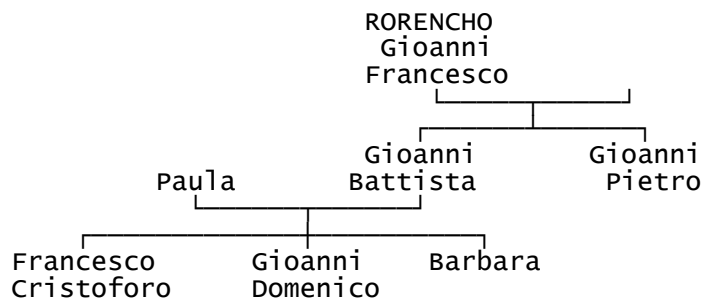 RORENCHO
Gioanni
Francesco
Gioanni Gioanni
Paula Battista Pietro
Francesco Gioanni Barbara
Cristoforo Domenico